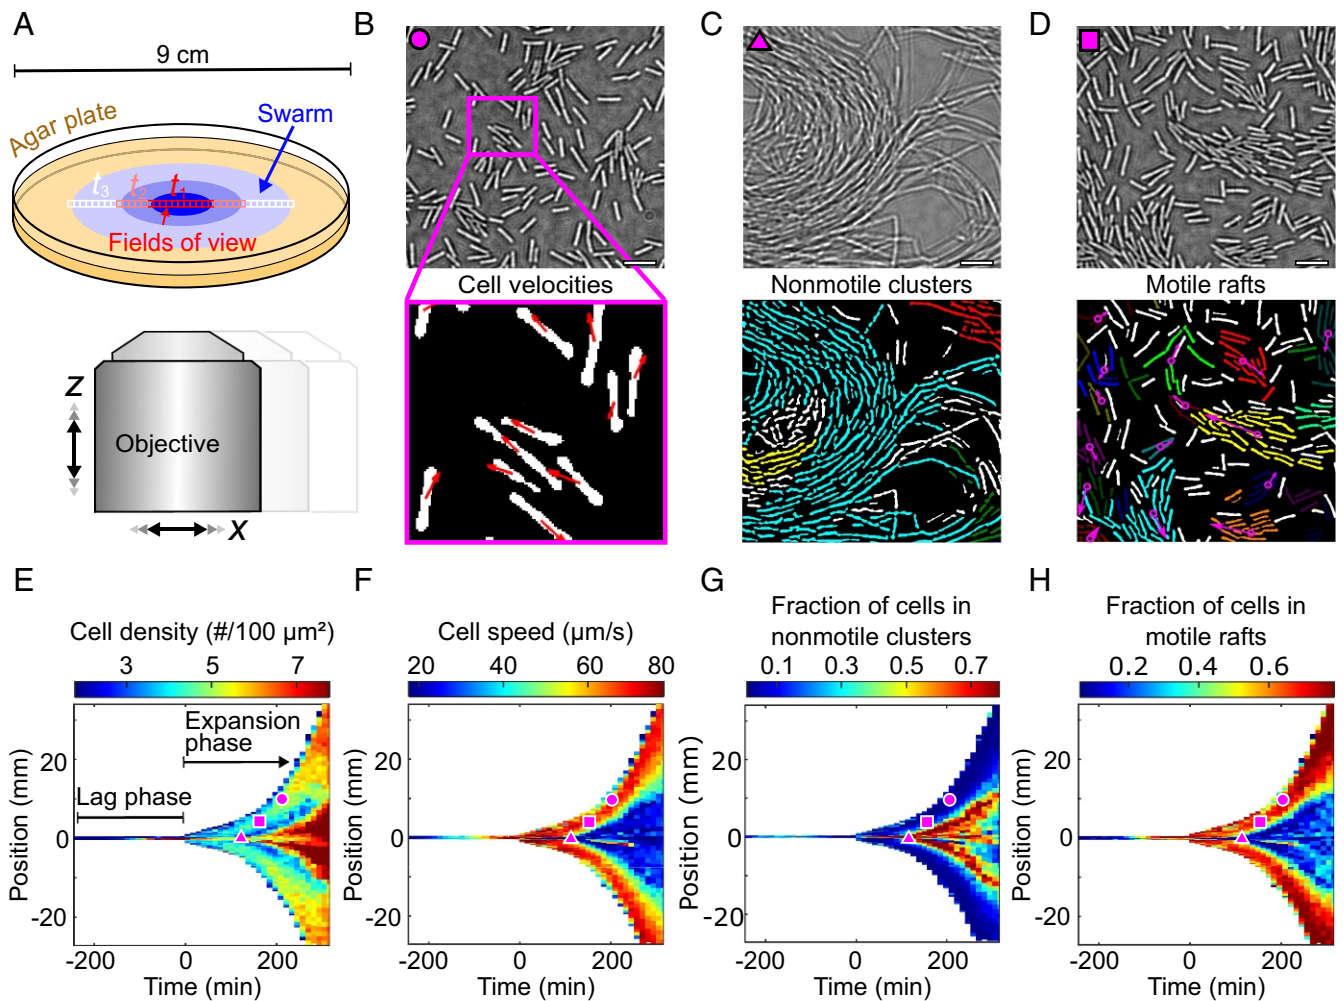 A
9 cm
Agar plate
Swarm
t3 t2 t1
Fields of view
Z
Objective
X
B
Cell velocities
C
Nonmotile clusters
D
Motile rafts
E
Cell density (#/100 µm²)
3 5 7
Expansion
phase
Lag phase
Position (mm)
20
0
-20
-200 0 200
Time (min)
F
Cell speed (µm/s)
20 40 60 80
Position (mm)
20
0
-20
-200 0 200
Time (min)
G
Fraction of cells in
nonmotile clusters
0.1 0.3 0.5 0.7
Position (mm)
20
0
-20
-200 0 200
Time (min)
H
Fraction of cells in
motile rafts
0.2 0.4 0.6
Position (mm)
20
0
-20
-200 0 200
Time (min)